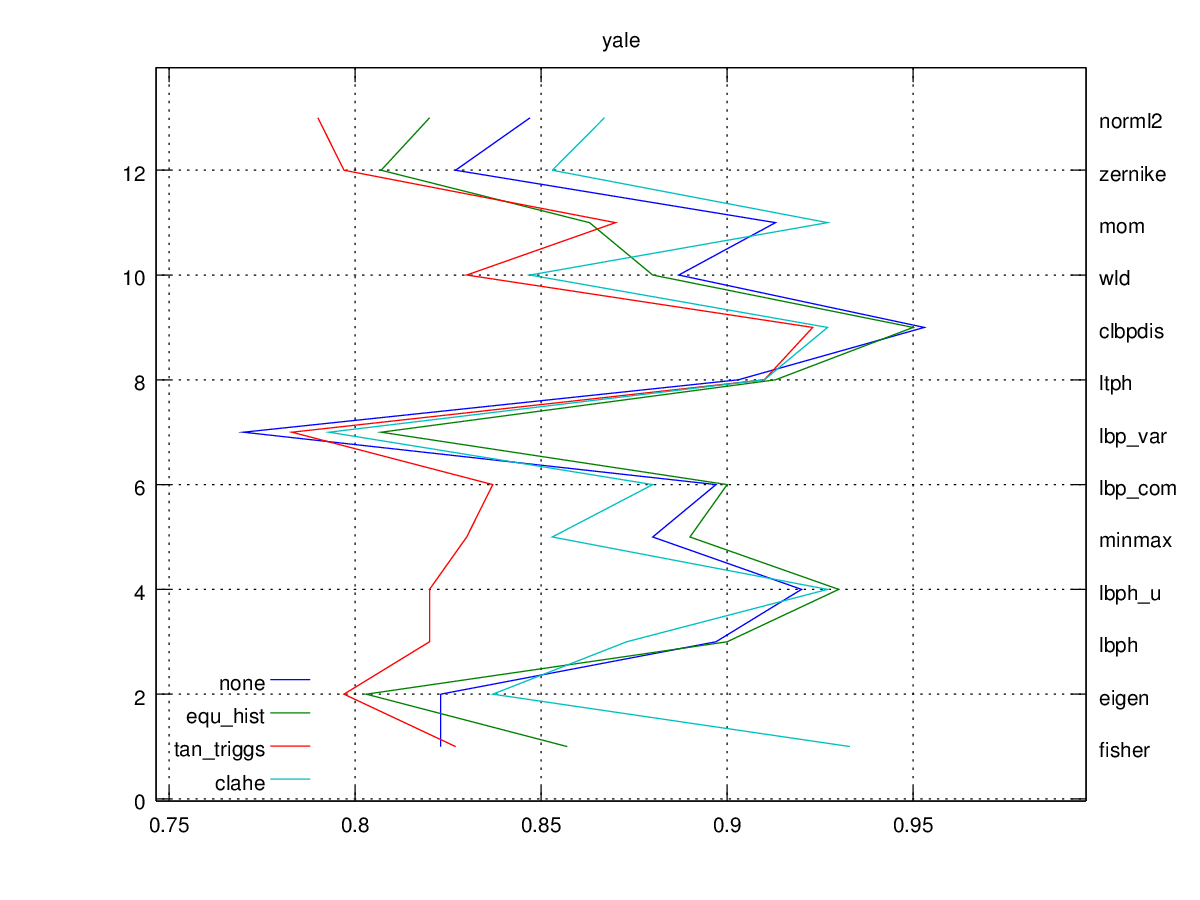 yale
norml2
12
zernike
mom
10
wld
clbpdis
8
ltph
lbp_var
6
lbp_com
minmax
4
lbph_u
lbph
none
2
eigen
equ_hist
tan_triggs
fisher
clahe
0
0.75 0.8 0.85 0.9 0.95